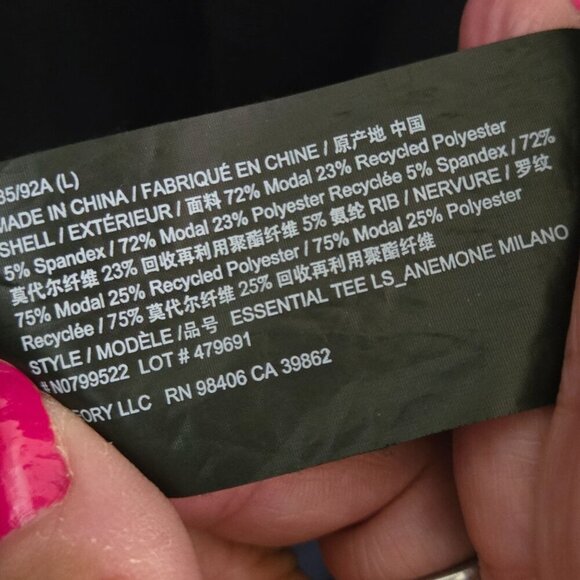 85/92A (L)
MADE IN CHINA / FABRIQUÉ EN CHINE / 原产地 中国
SHELL / EXTÉRIEUR / 面料 72% Modal 23% Recycled Polyester
5% Spandex / 72% Modal 23% Polyester Recyclée 5% Spandex / 72%
莫代尔纤维 23% 回收再利用聚酯纤维 5% 氨纶 RIB / NERVURE / 罗纹
75% Modal 25% Recycled Polyester / 75% Modal 25% Polyester
Recyclée / 75% 莫代尔纤维 25% 回收再利用聚酯纤维
STYLE / MODÈLE / 品号 ESSENTIAL TEE LS_ANEMONE MILANO
# N0799522 LOT # 479691
EORY LLC RN 98406 CA 39862